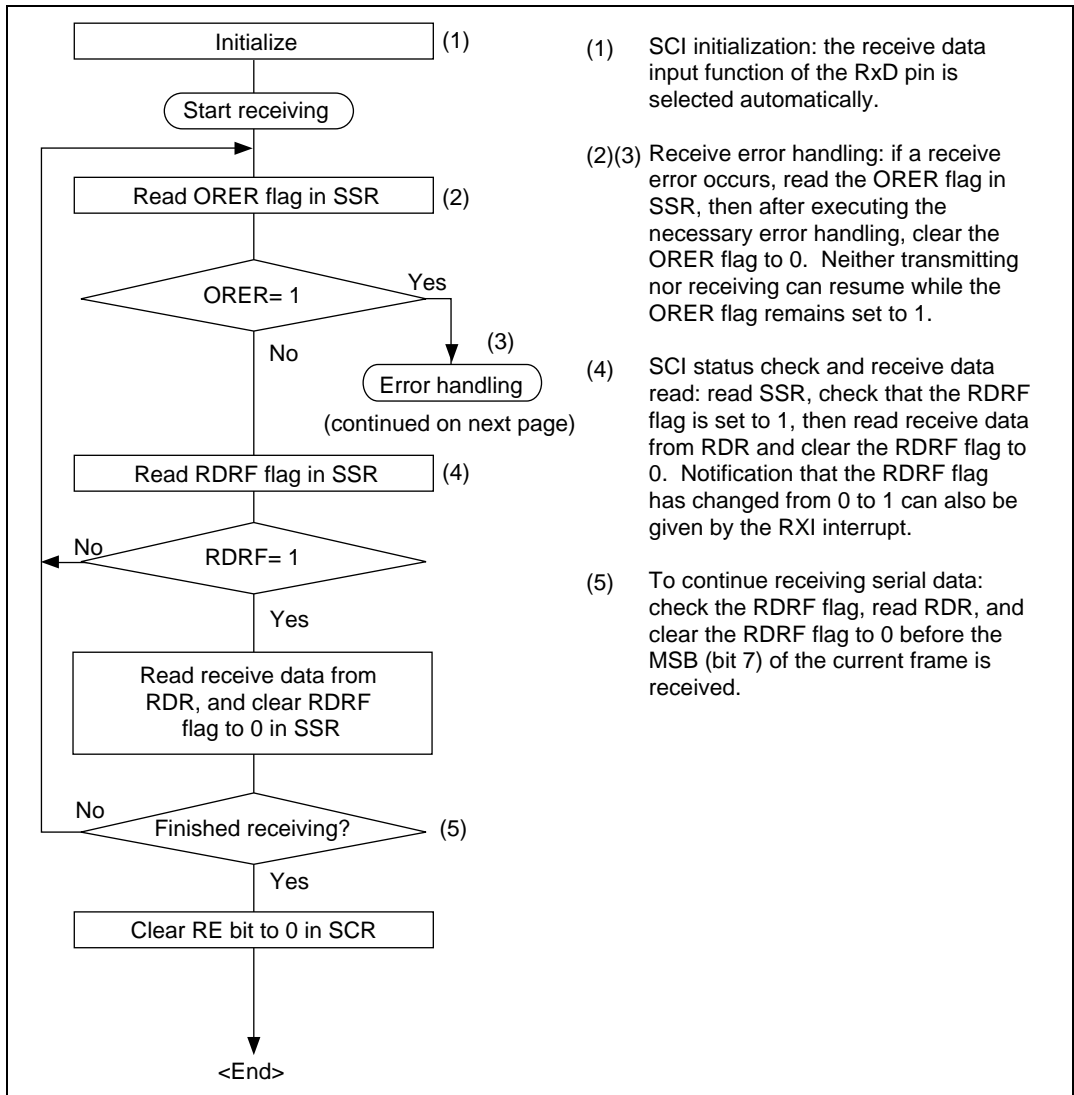 Initialize
(1)
Start receiving
Read ORER flag in SSR
(2)
ORER= 1
Yes
No
(3)
Error handling
(continued on next page)
Read RDRF flag in SSR
(4)
No
RDRF= 1
Yes
Read receive data from
RDR, and clear RDRF
flag to 0 in SSR
No
Finished receiving?
(5)
Yes
Clear RE bit to 0 in SCR
<End>
(1) SCI initialization: the receive data
input function of the RxD pin is
selected automatically.
(2)(3) Receive error handling: if a receive
error occurs, read the ORER flag in
SSR, then after executing the
necessary error handling, clear the
ORER flag to 0. Neither transmitting
nor receiving can resume while the
ORER flag remains set to 1.
(4) SCI status check and receive data
read: read SSR, check that the RDRF
flag is set to 1, then read receive data
from RDR and clear the RDRF flag to
0. Notification that the RDRF flag
has changed from 0 to 1 can also be
given by the RXI interrupt.
(5) To continue receiving serial data:
check the RDRF flag, read RDR, and
clear the RDRF flag to 0 before the
MSB (bit 7) of the current frame is
received.